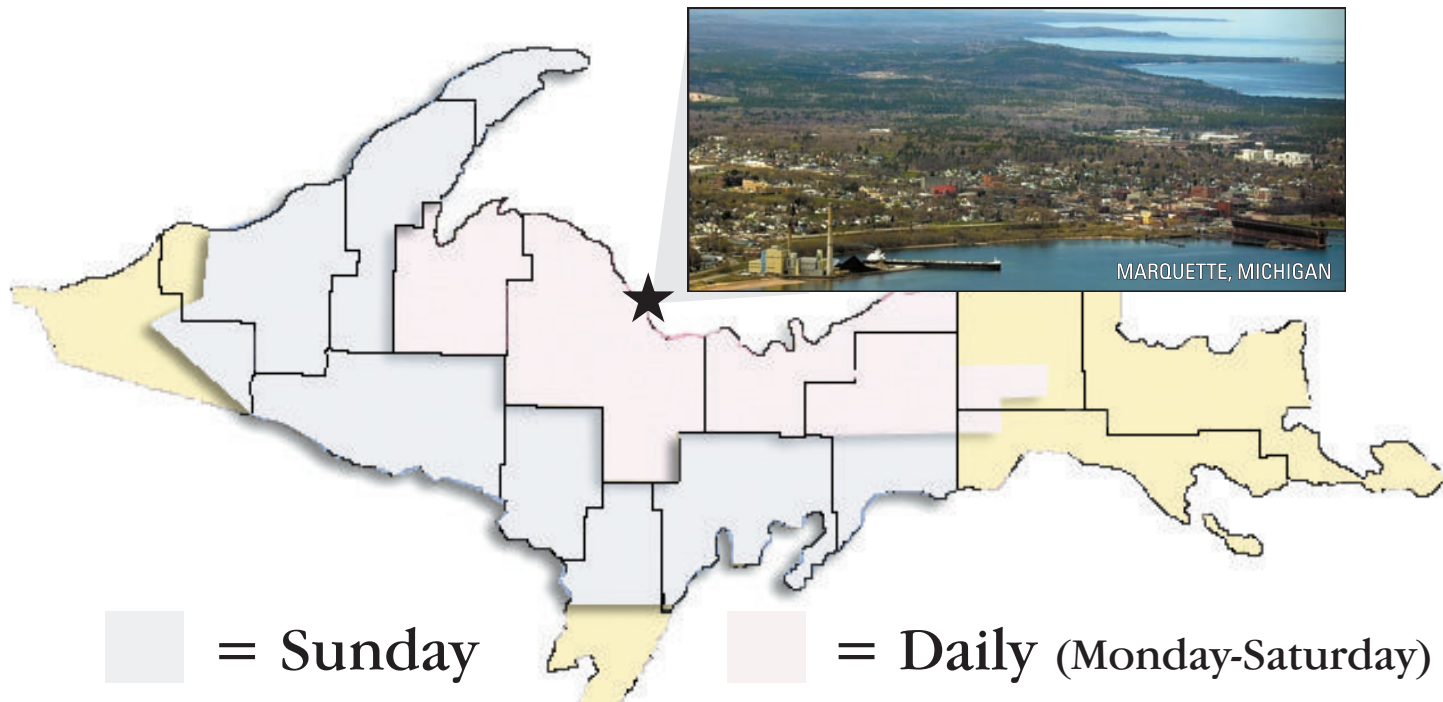 MARQUETTE, MICHIGAN
= Sunday
= Daily (Monday-Saturday)